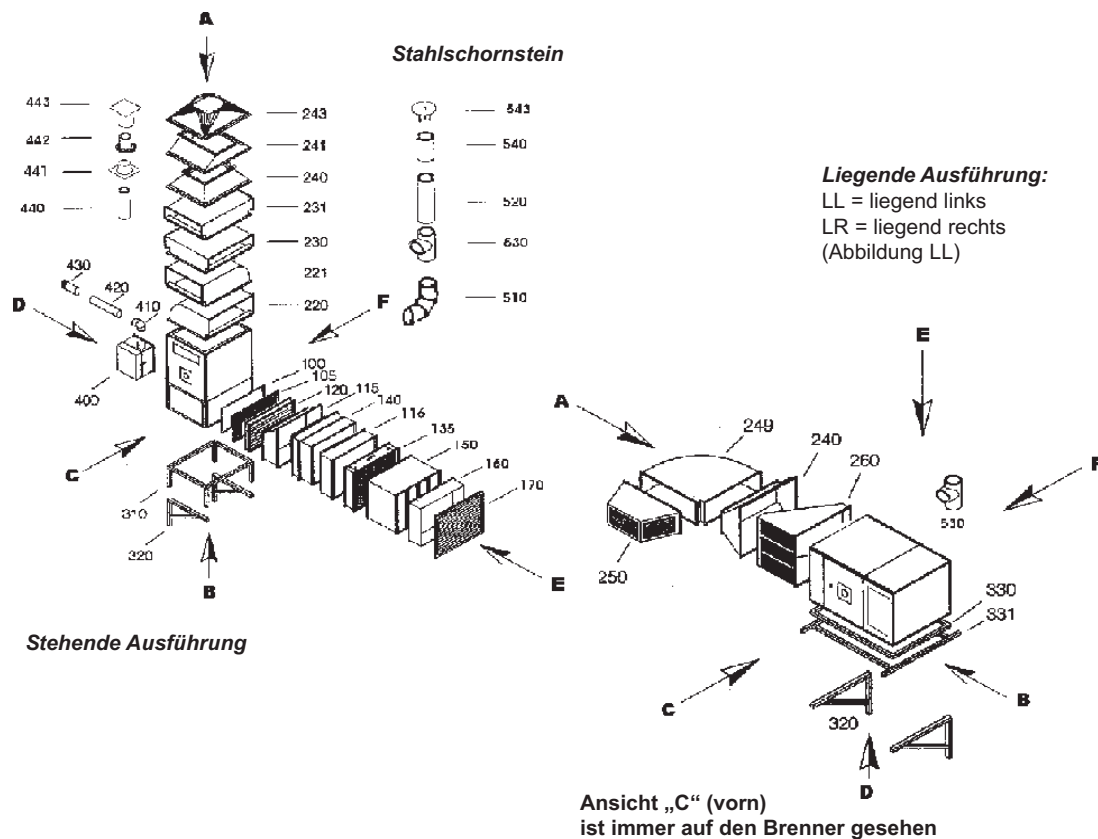 A
Stahlschornstein
443
442
441
440
243
241
240
231
230
221
220
543
540
520
530
510
Liegende Ausführung:
LL = liegend links
LR = liegend rechts
(Abbildung LL)
430
420
410
D
400
F
C
310
320
B
100
105
120
115
140
116
135
150
160
170
E
Stehende Ausführung
E
A
249
240
260
250
530
F
330
331
C
320
B
D
Ansicht „C“ (vorn)
ist immer auf den Brenner gesehen